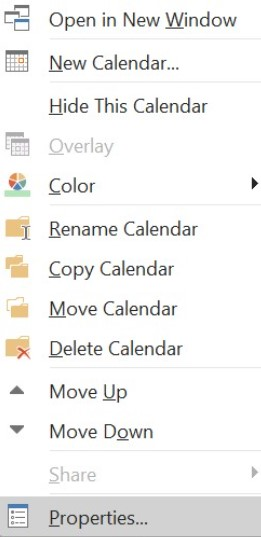 Open in New Window
New Calendar...
Hide This Calendar
Overlay
Color
Rename Calendar
Copy Calendar
Move Calendar
Delete Calendar
Move Up
Move Down
Share
Properties...